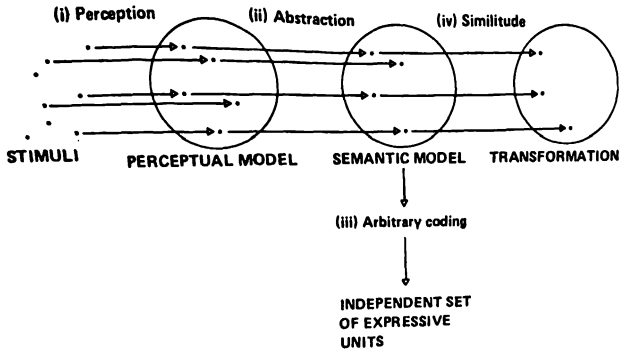 (i) Perception
(ii) Abstraction
(iv) Similitude
STIMULI
PERCEPTUAL MODEL
SEMANTIC MODEL
TRANSFORMATION
(iii) Arbitrary coding
INDEPENDENT SET
OF EXPRESSIVE
UNITS